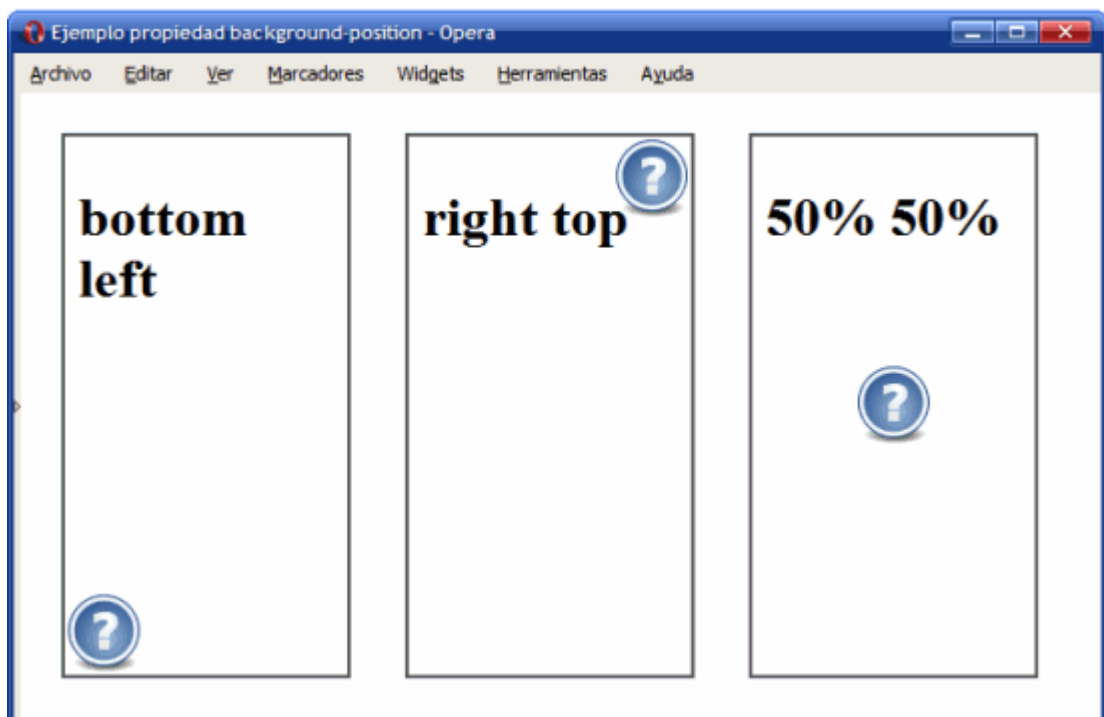 Ejemplo propiedad background-position - Opera
Archivo Editar Ver Marcadores Widgets Herramientas Ayuda
bottom
left
right top
50% 50%
?
?
?